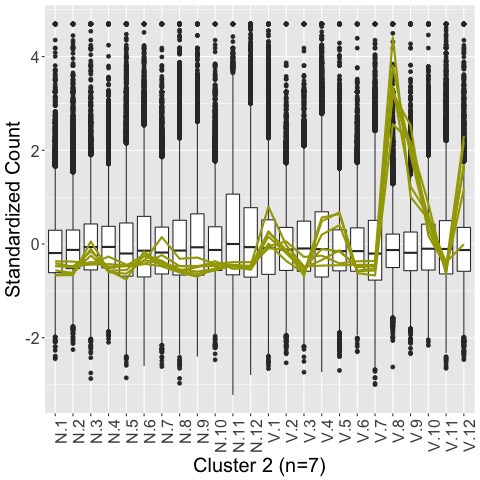 Standardized Count
4
2
0
-2
N.1 N.2 N.3 N.4 N.5 N.6 N.7 N.8 N.9 N.10 N.11 N.12 V.1 V.2 V.3 V.4 V.5 V.6 V.7 V.8 V.9 V.10 V.11 V.12
Cluster 2 (n=7)